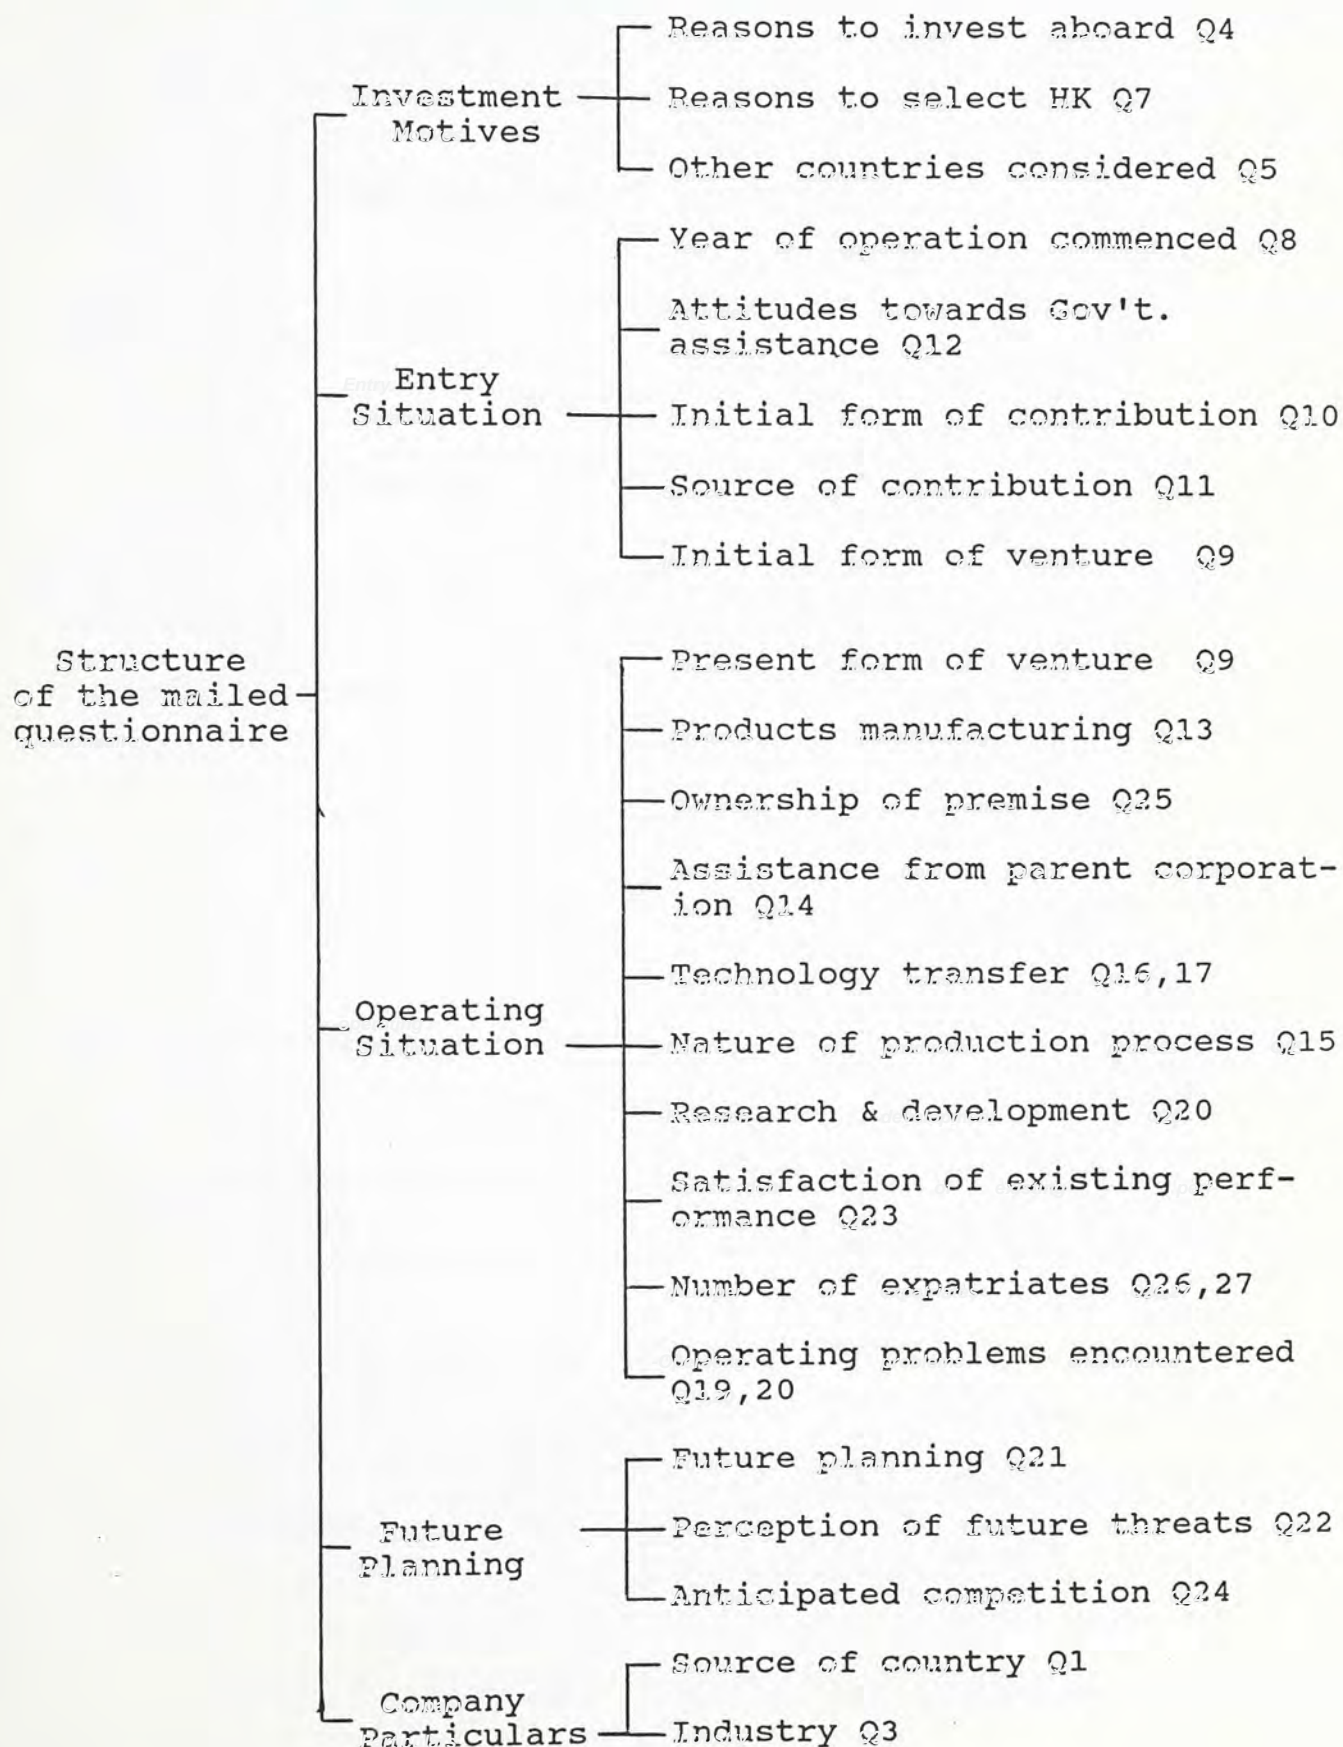 Structure
of the mailed
questionnaire
Investment
Motives
Reasons to invest aboard Q4
Reasons to select HK Q7
Other countries considered Q5
Entry
Situation
Year of operation commenced Q8
Attitudes towards Gov't.
assistance Q12
Initial form of contribution Q10
Source of contribution Q11
Initial form of venture Q9
Operating
Situation
Present form of venture Q9
Products manufacturing Q13
Ownership of premise Q25
Assistance from parent corporat-
ion Q14
Technology transfer Q16,17
Nature of production process Q15
Research & development Q20
Satisfaction of existing perf-
ormance Q23
Number of expatriates Q26,27
Operating problems encountered
Q19,20
Future
Planning
Future planning Q21
Perception of future threats Q22
Anticipated competition Q24
Company
Particulars
Source of country Q1
Industry Q3